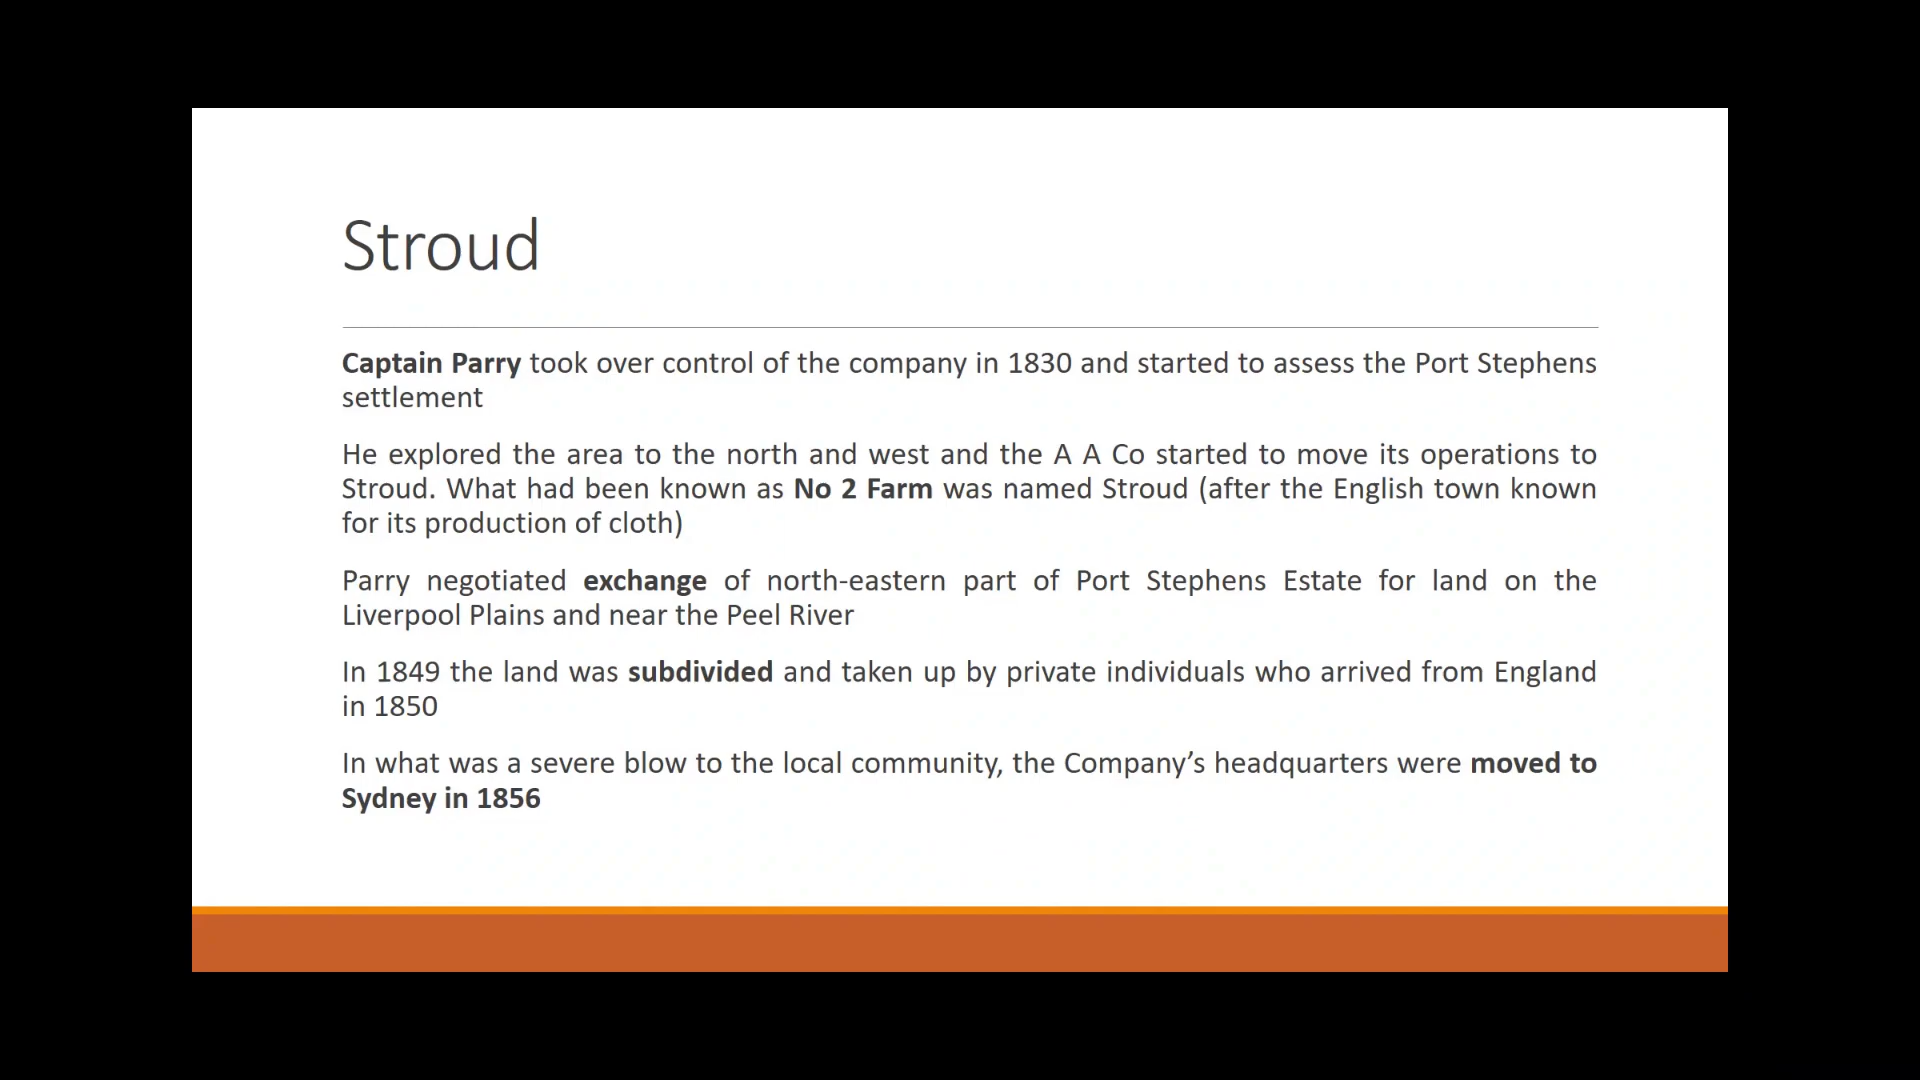 Stroud
Captain Parry took over control of the company in 1830 and started to assess the Port Stephens
settlement
He explored the area to the north and west and the A A Co started to move its operations to
Stroud. What had been known as No 2 Farm was named Stroud (after the English town known
for its production of cloth)
Parry negotiated exchange of north-eastern part of Port Stephens Estate for land on the
Liverpool Plains and near the Peel River
In 1849 the land was subdivided and taken up by private individuals who arrived from England
in 1850
In what was a severe blow to the local community, the Company’s headquarters were moved to
Sydney in 1856